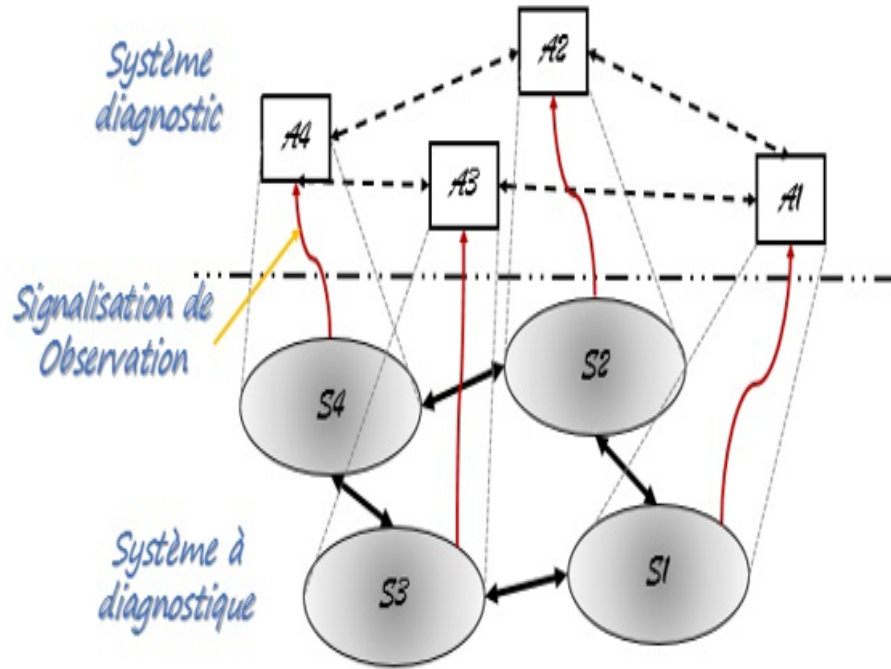 Système
diagnostic
A2
A4
A3
A1
Signalisation de
Observation
S2
S4
Système à
diagnostique
S3
S1